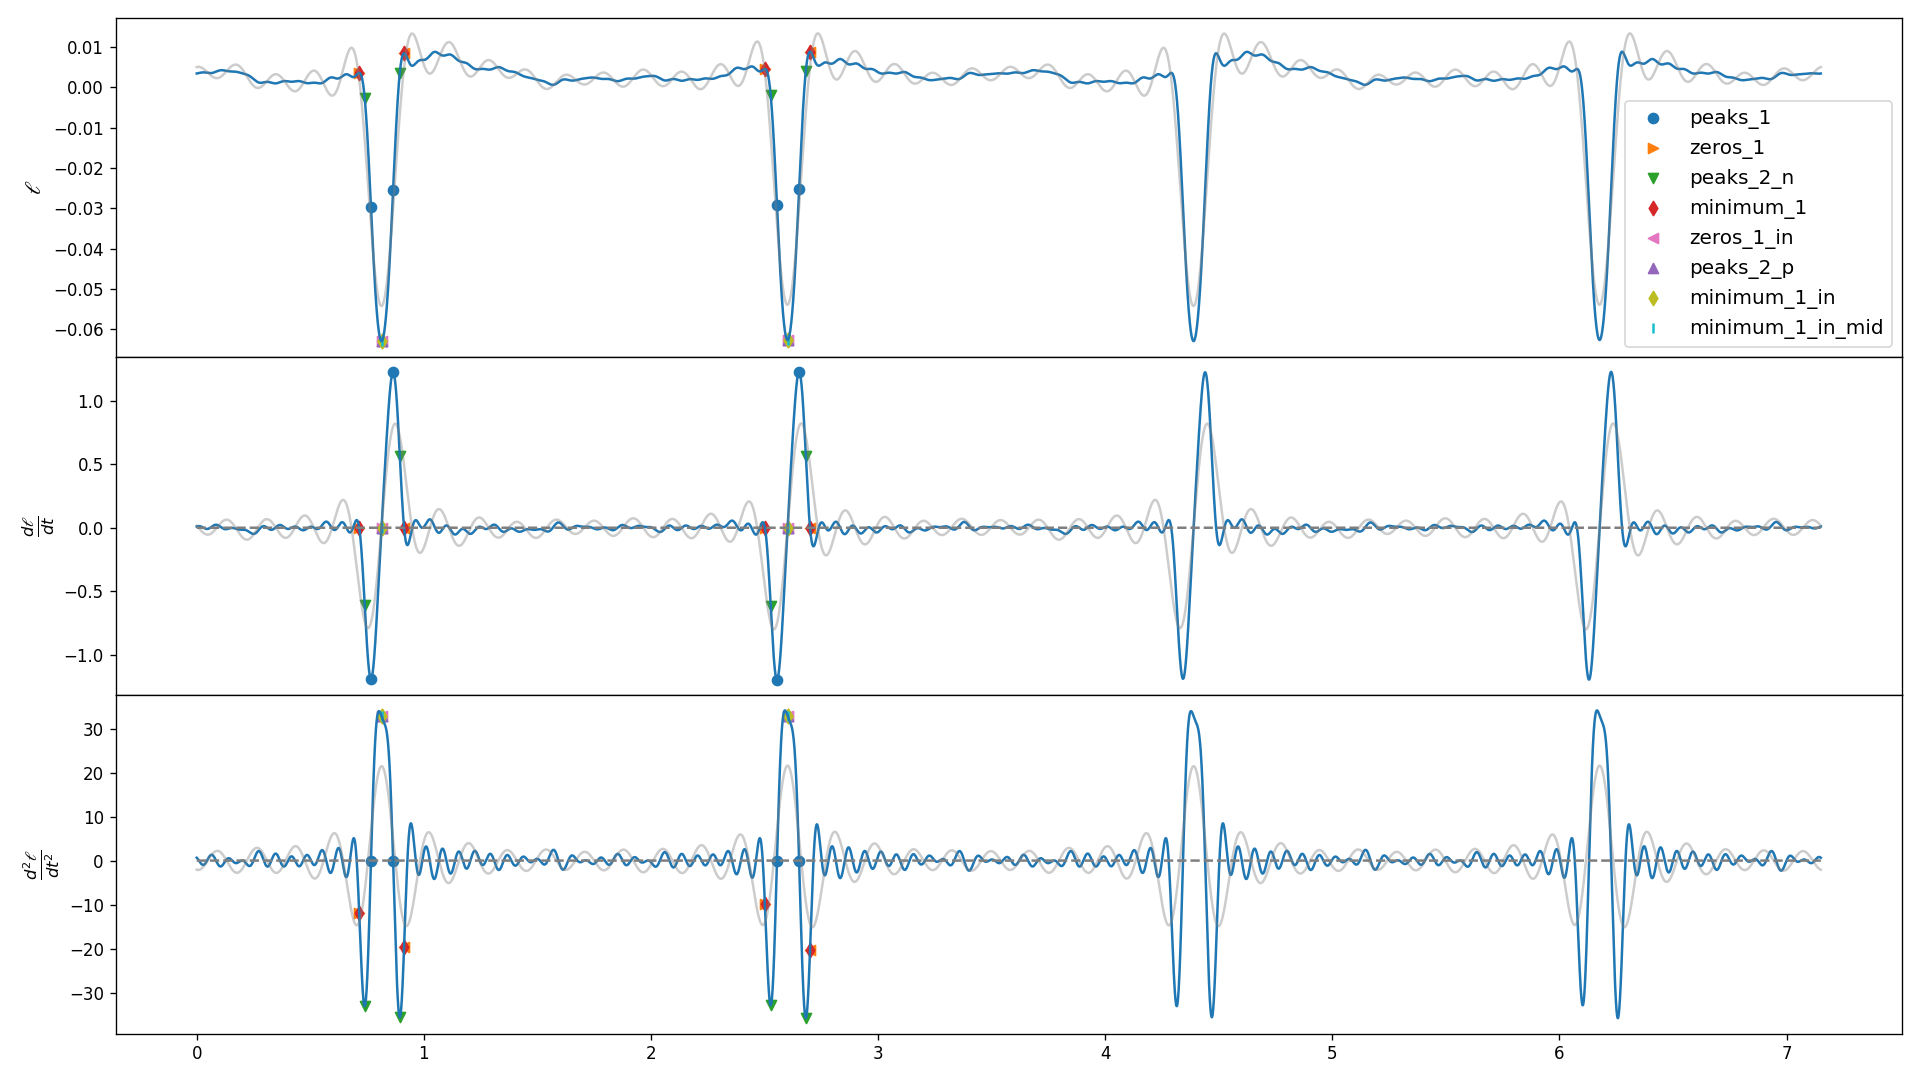 0.01
0.00
−0.01
−0.02
−0.03
−0.04
−0.05
−0.06
ℓ
peaks_1
zeros_1
peaks_2_n
minimum_1
zeros_1_in
peaks_2_p
minimum_1_in
minimum_1_in_mid
1.0
0.5
0.0
−0.5
−1.0
dℓ
dt
30
20
10
0
−10
−20
−30
d²ℓ
dt²
0 1 2 3 4 5 6 7